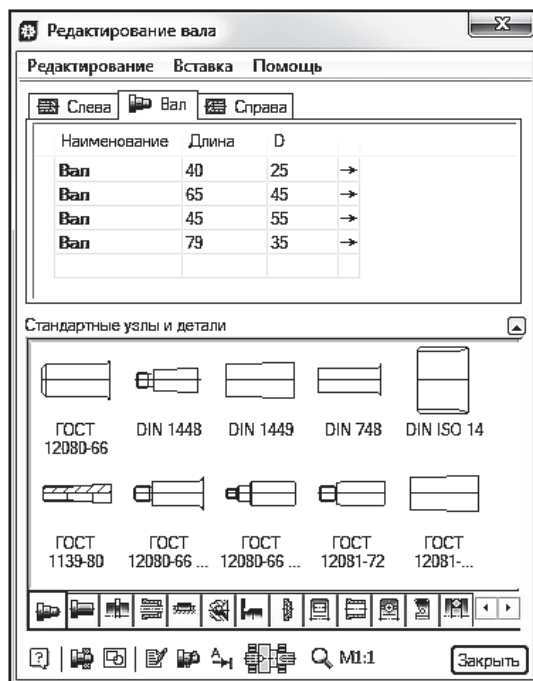 Редактирование вала
Редактирование Вставка Помощь
Слева Вал Справа
Наименование Длина D
Вал 40 25
Вал 65 45
Вал 45 55
Вал 79 35
Стандартные узлы и детали
ГОСТ 12080-66
DIN 1448
DIN 1449
DIN 748
DIN ISO 14
ГОСТ 1139-80
ГОСТ 12080-66 ...
ГОСТ 12080-66 ...
ГОСТ 12081-72
ГОСТ 12081-...
М1:1
Закрыть